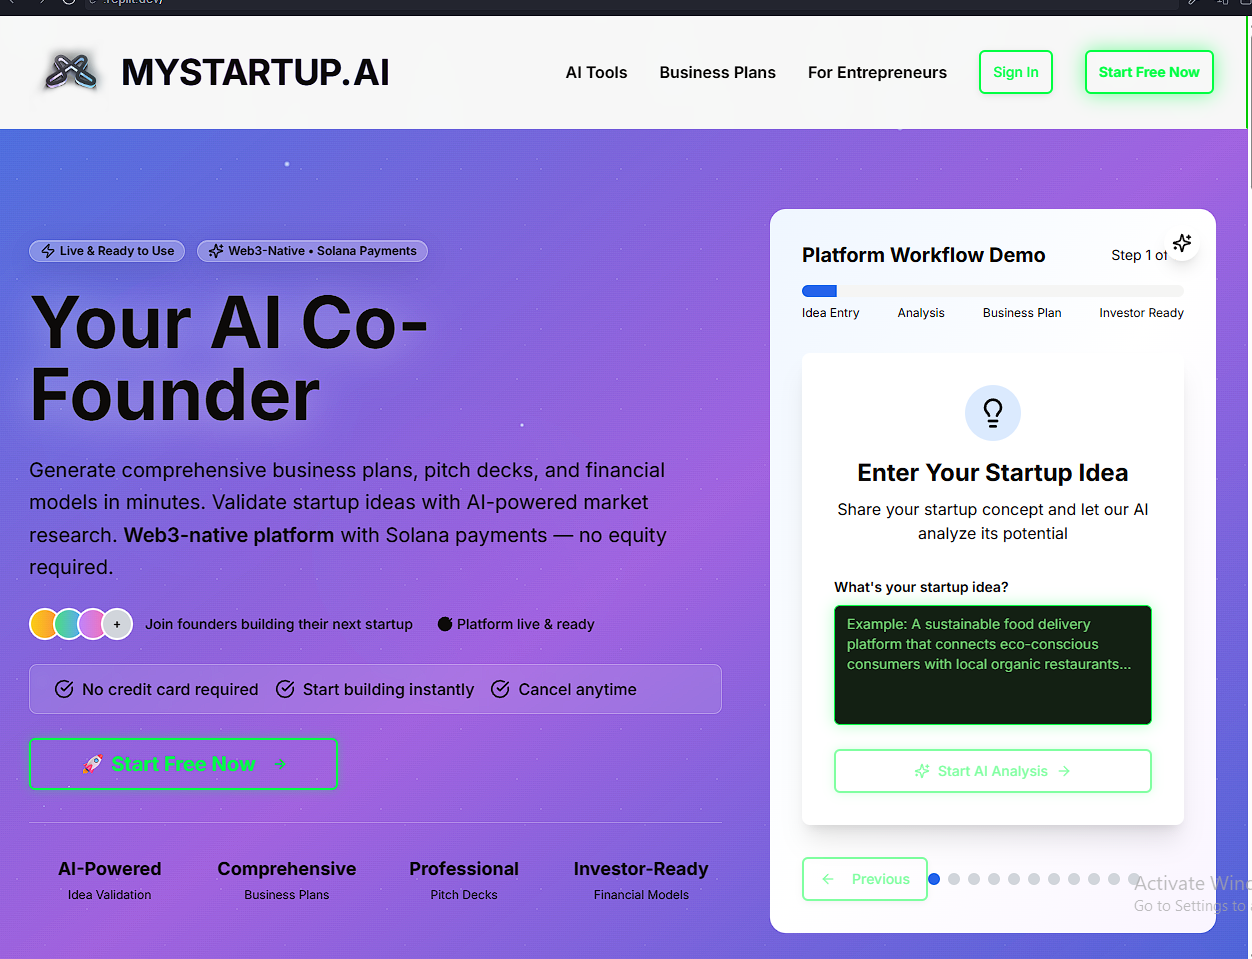 MYSTARTUP.AI
AI Tools
Business Plans
For Entrepreneurs
Sign In
Start Free Now
Live & Ready to Use
Web3-Native • Solana Payments
Your AI Co-
Founder
Generate comprehensive business plans, pitch decks, and financial
models in minutes. Validate startup ideas with AI-powered market
research. Web3-native platform with Solana payments — no equity
required.
+
Join founders building their next startup
Platform live & ready
No credit card required
Start building instantly
Cancel anytime
🚀 Start Free Now →
AI-Powered
Idea Validation
Comprehensive
Business Plans
Professional
Pitch Decks
Investor-Ready
Financial Models
Platform Workflow Demo
Step 1 of
Idea Entry
Analysis
Business Plan
Investor Ready
Enter Your Startup Idea
Share your startup concept and let our AI
analyze its potential
What's your startup idea?
Example: A sustainable food delivery
platform that connects eco-conscious
consumers with local organic restaurants...
Start AI Analysis →
← Previous
Activate Wind
Go to Settings to